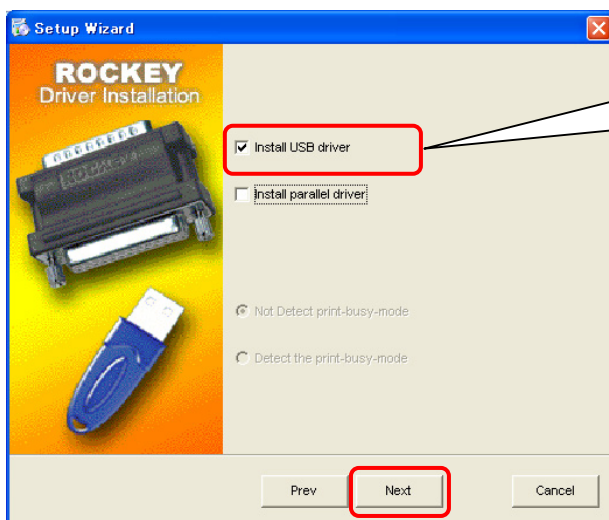 Setup Wizard
ROCKEY
Driver Installation
ROCKEY
Install USB driver
Install parallel driver
Not Detect print-busy-mode
Detect the print-busy-mode
Prev
Next
Cancel